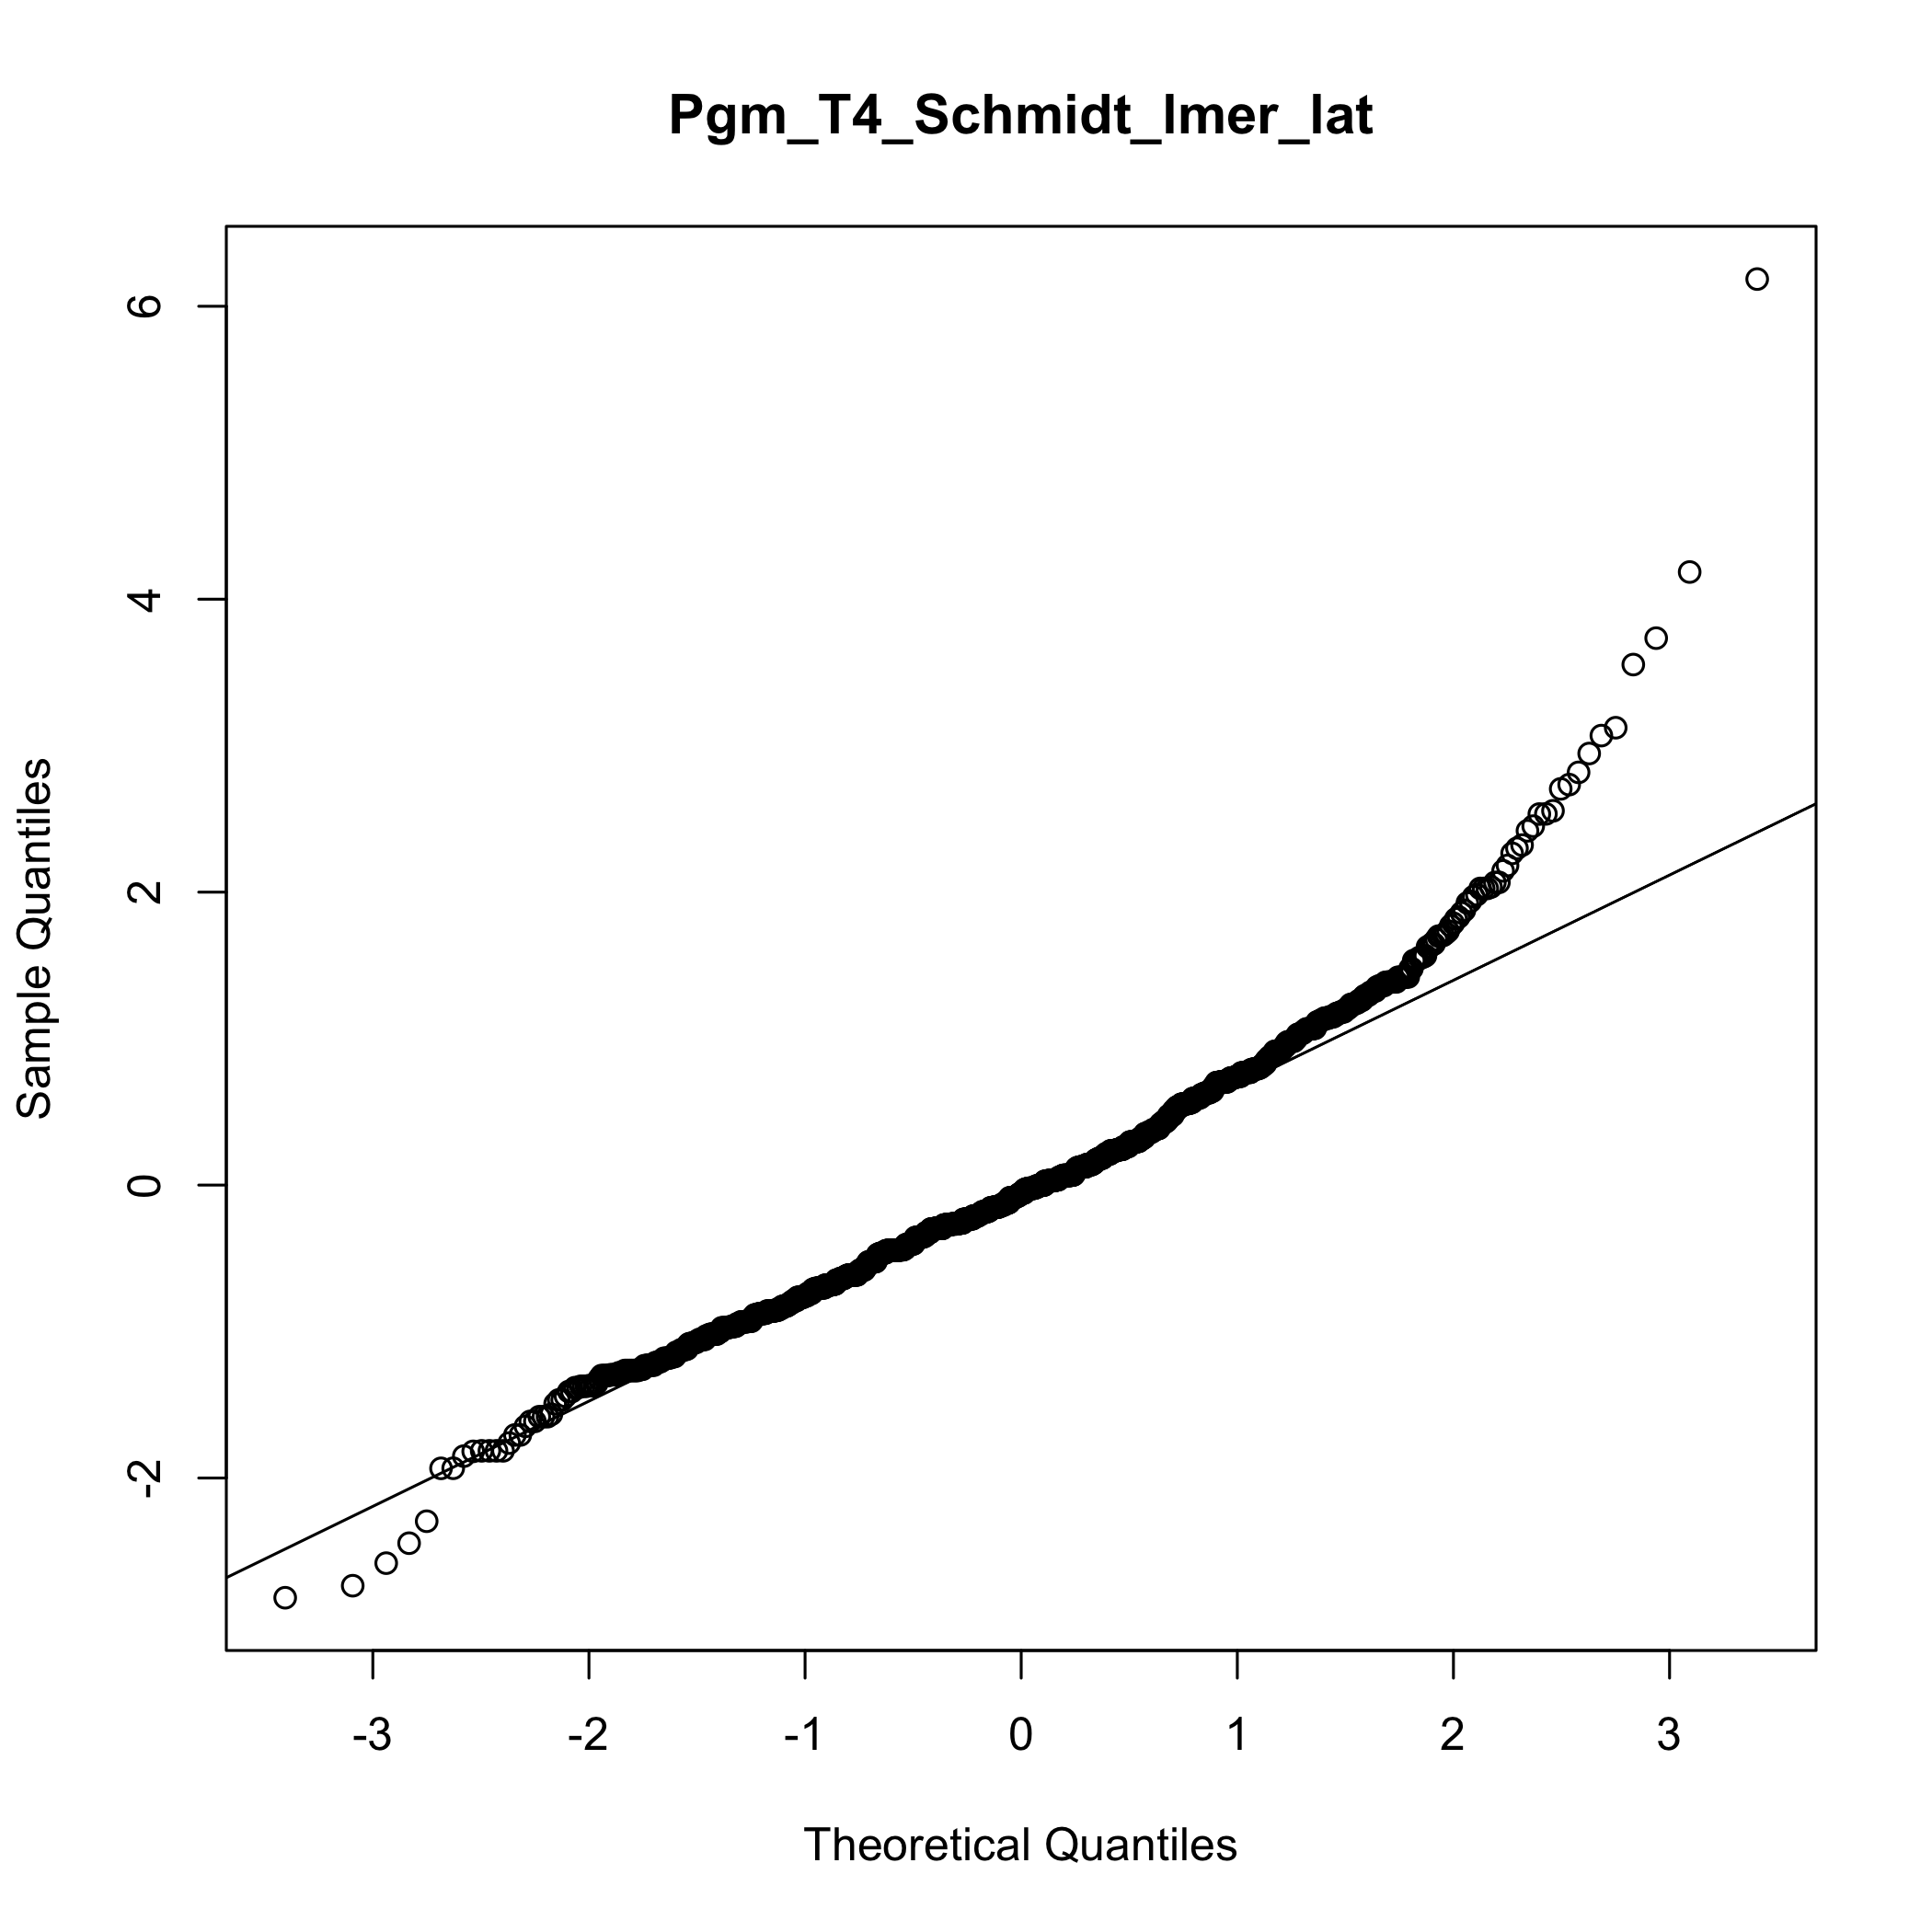 Pgm_T4_Schmidt_lmer_lat
Sample Quantiles
6
4
2
0
-2
-3 -2 -1 0 1 2 3
Theoretical Quantiles